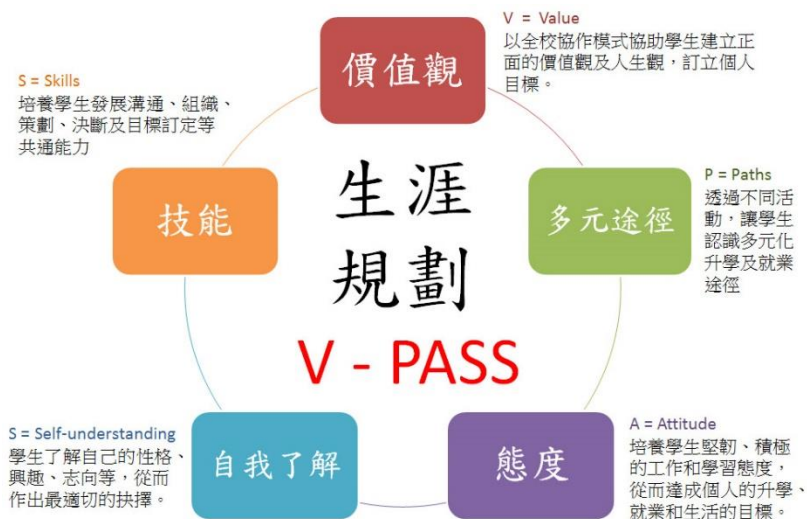 V = Value
以全校協作模式協助學生建立正
面的價值觀及人生觀，訂立個人
目標。
價值觀
S = Skills
培養學生發展溝通、組織、
策劃、決斷及目標訂定等
共通能力
技能
生涯
規劃
V - PASS
多元途徑
P = Paths
透過不同活
動，讓學生
認識多元化
升學及就業
途徑
S = Self-understanding
學生了解自己的性格、
興趣、志向等，從而
作出最適切的抉擇。
自我了解
態度
A = Attitude
培養學生堅韌、積極
的工作和學習態度，
從而達成個人的升學、
就業和生活的目標。